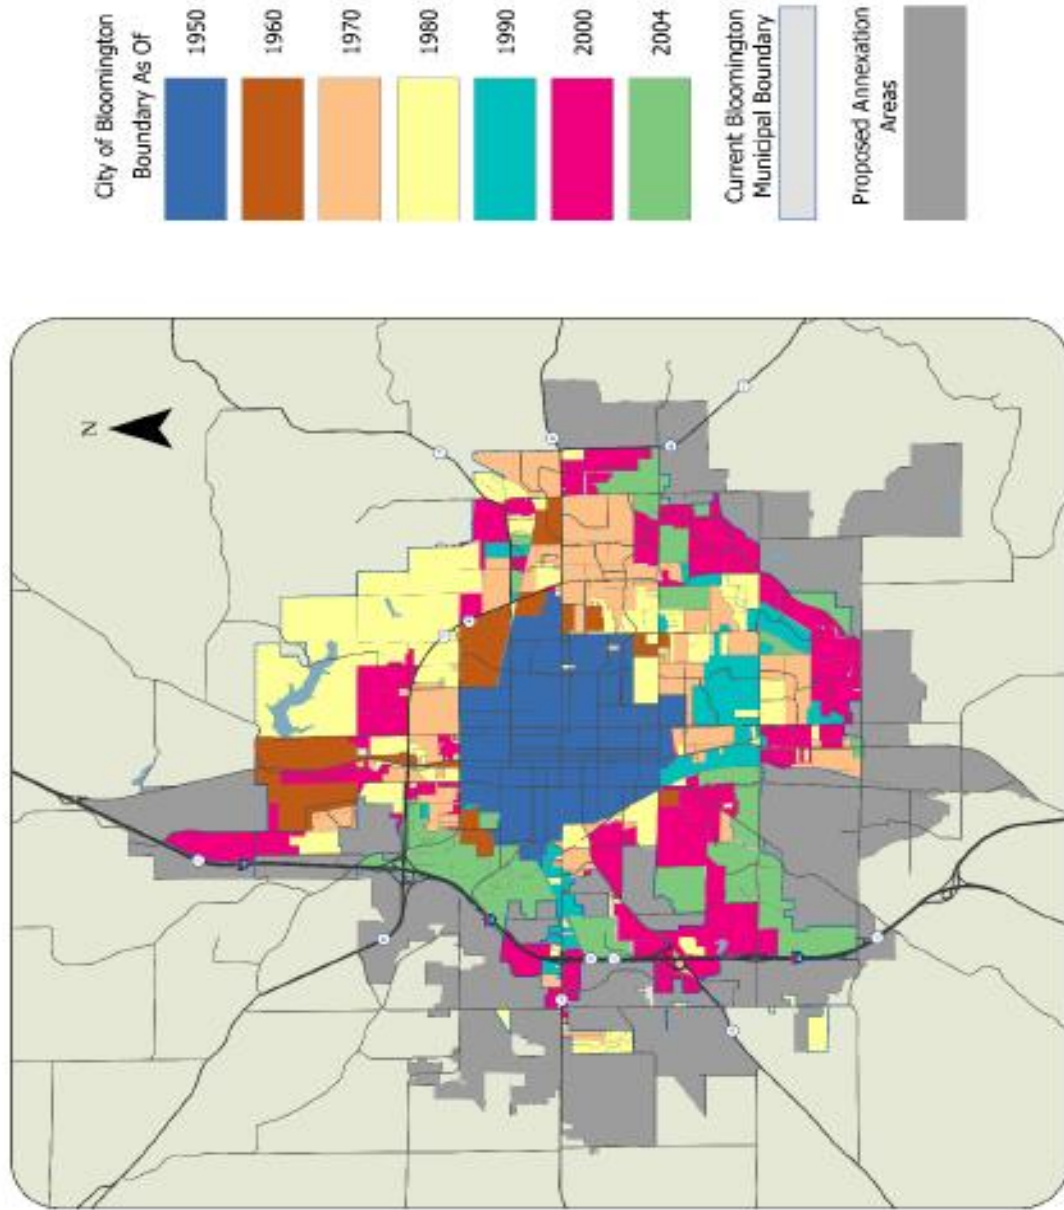 City of Bloomington
Boundary As Of
1950
1960
1970
1980
1990
2000
2004
Current Bloomington
Municipal Boundary
Proposed Annexation
Areas
N